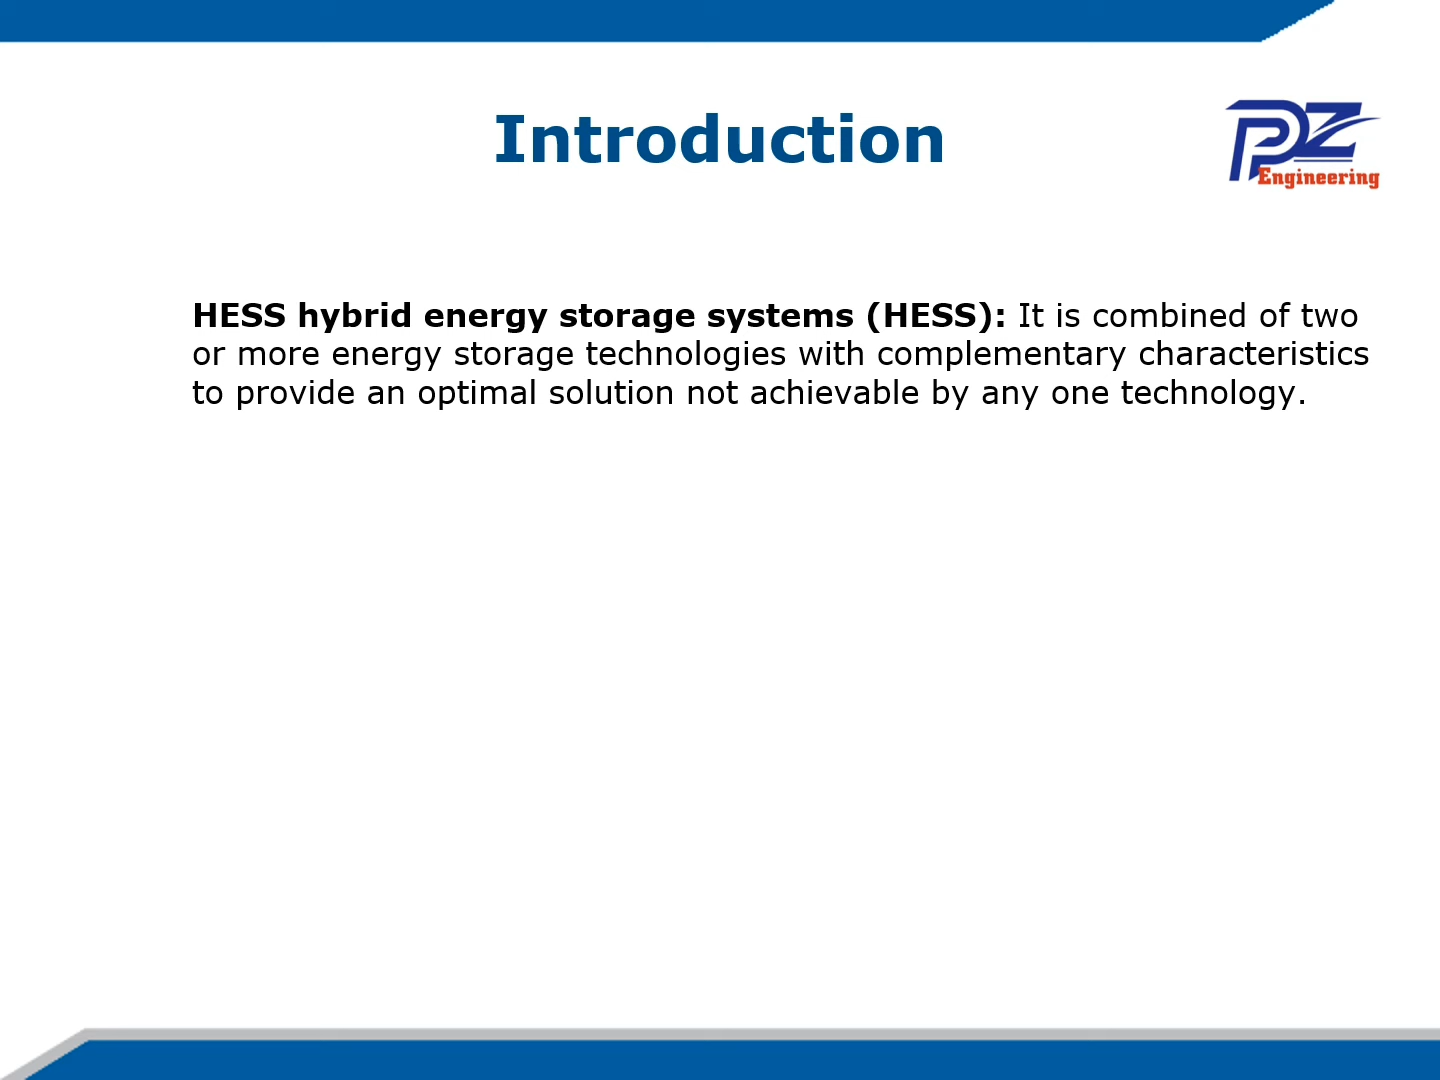 Introduction
PPZ
Engineering
HESS hybrid energy storage systems (HESS): It is combined of two
or more energy storage technologies with complementary characteristics
to provide an optimal solution not achievable by any one technology.